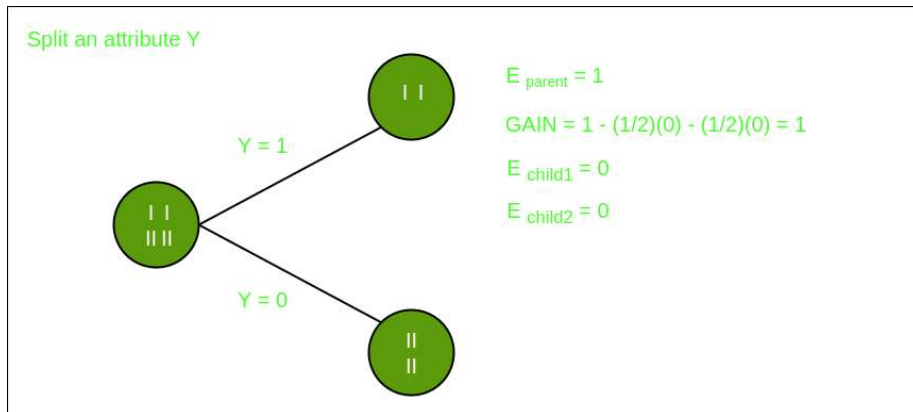 Split an attribute Y
I I
E parent = 1
GAIN = 1 - (1/2)(0) - (1/2)(0) = 1
Y = 1
E child1 = 0
E child2 = 0
I I
II II
Y = 0
II
II